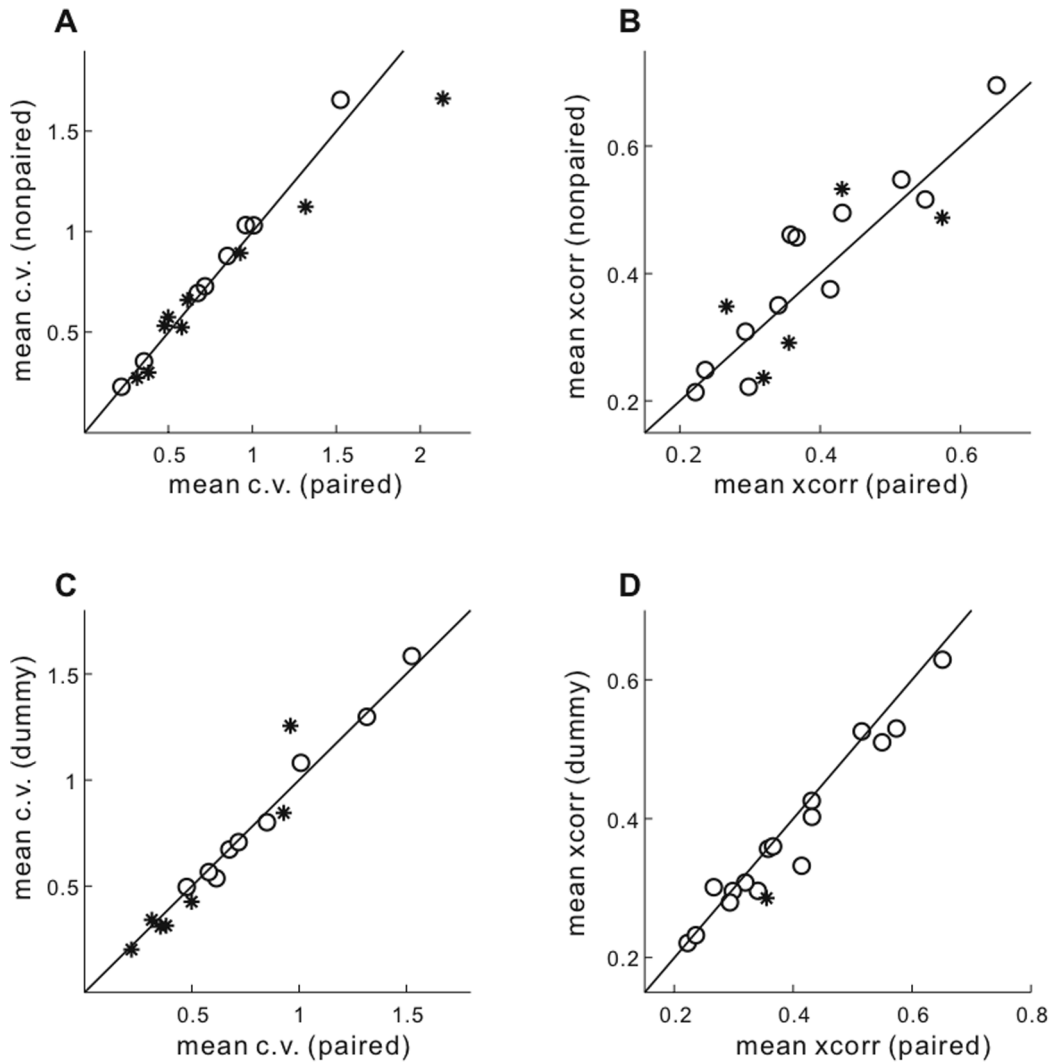 A
mean c.v. (nonpaired)
1.5
1
0.5
0.5 1 1.5 2
mean c.v. (paired)
B
mean xcorr (nonpaired)
0.6
0.4
0.2
0.2 0.4 0.6
mean xcorr (paired)
C
mean c.v. (dummy)
1.5
1
0.5
0.5 1 1.5
mean c.v. (paired)
D
mean xcorr (dummy)
0.6
0.4
0.2
0.2 0.4 0.6 0.8
mean xcorr (paired)